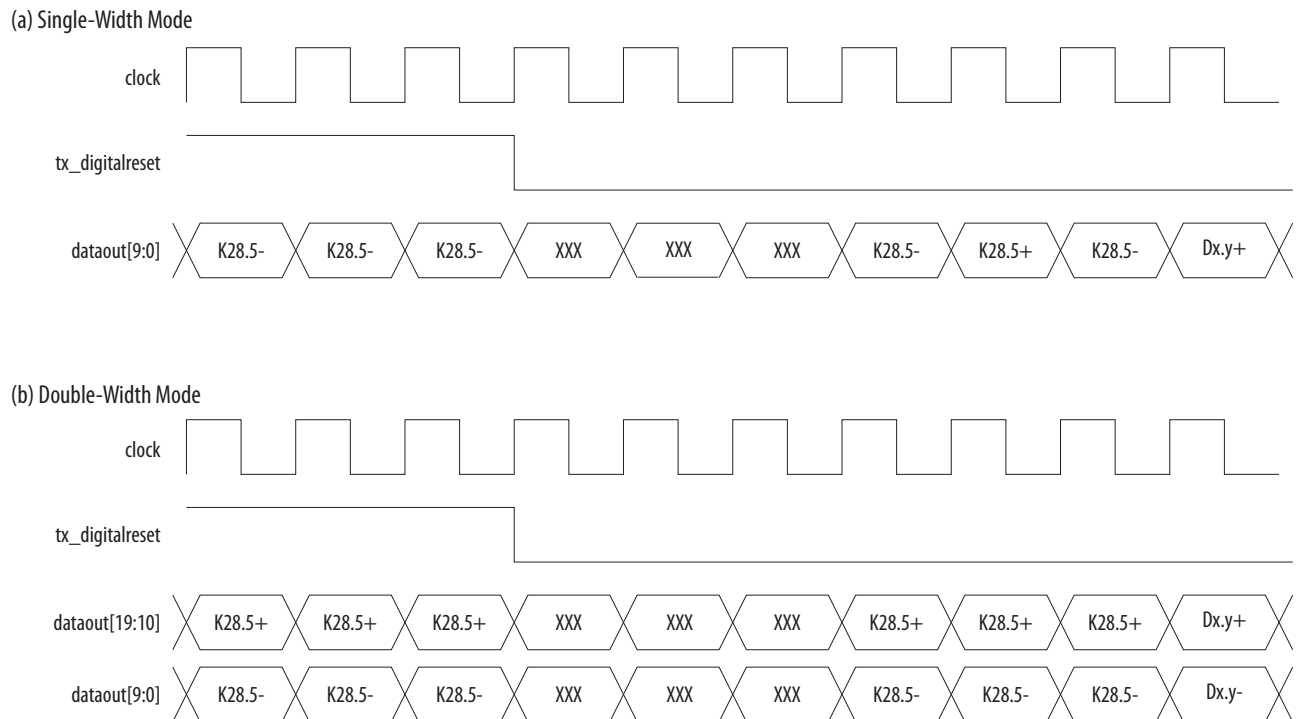 (a) Single-Width Mode
clock
tx_digitalreset
dataout[9:0] K28.5- K28.5- K28.5- XXX XXX XXX K28.5- K28.5+ K28.5- Dx.y+
(b) Double-Width Mode
clock
tx_digitalreset
dataout[19:10] K28.5+ K28.5+ K28.5+ XXX XXX XXX K28.5+ K28.5+ K28.5+ Dx.y+
dataout[9:0] K28.5- K28.5- K28.5- XXX XXX XXX K28.5- K28.5- K28.5- Dx.y-